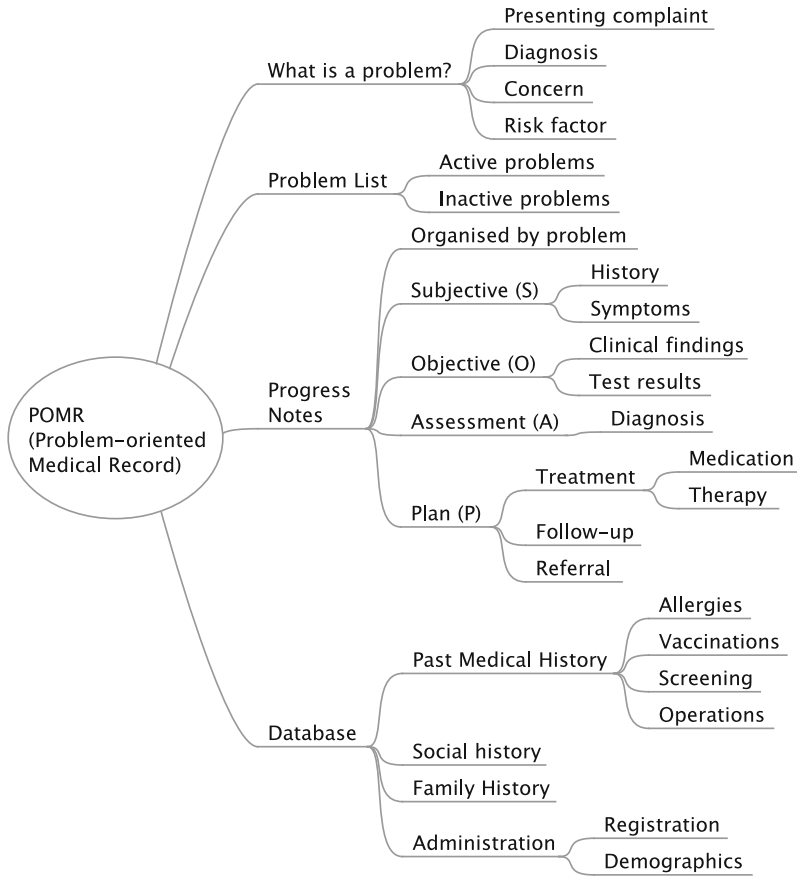 Presenting complaint
What is a problem?
Diagnosis
Concern
Risk factor
Problem List
Active problems
Inactive problems
Organised by problem
Subjective (S)
History
Symptoms
Objective (O)
Clinical findings
Test results
Progress
Notes
Assessment (A)
Diagnosis
POMR
(Problem-oriented
Medical Record)
Plan (P)
Treatment
Medication
Therapy
Follow-up
Referral
Database
Past Medical History
Allergies
Vaccinations
Screening
Operations
Social history
Family History
Administration
Registration
Demographics